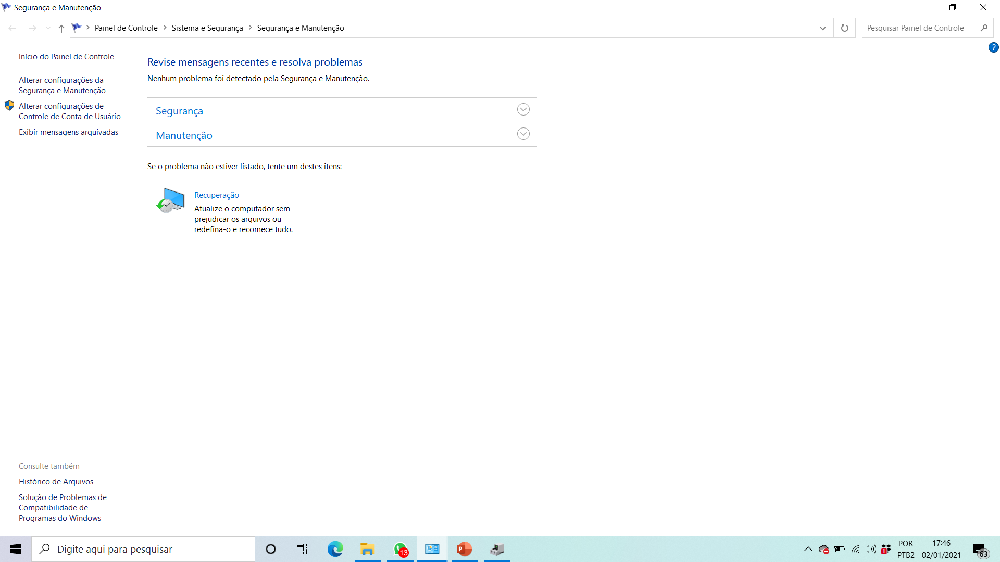 Segurança e Manutenção
Painel de Controle
Sistema e Segurança
Segurança e Manutenção
Pesquisar Painel de Controle
?
Início do Painel de Controle
Alterar configurações da
Segurança e Manutenção
Alterar configurações de
Controle de Conta de Usuário
Exibir mensagens arquivadas
Revise mensagens recentes e resolva problemas
Nenhum problema foi detectado pela Segurança e Manutenção.
Segurança
Manutenção
Se o problema não estiver listado, tente um destes itens:
Recuperação
Atualize o computador sem
prejudicar os arquivos ou
redefina-o e recomece tudo.
Consulte também
Histórico de Arquivos
Solução de Problemas de
Compatibilidade de
Programas do Windows
Digite aqui para pesquisar
13
P
1
POR
PTB2
17:46
02/01/2021
63